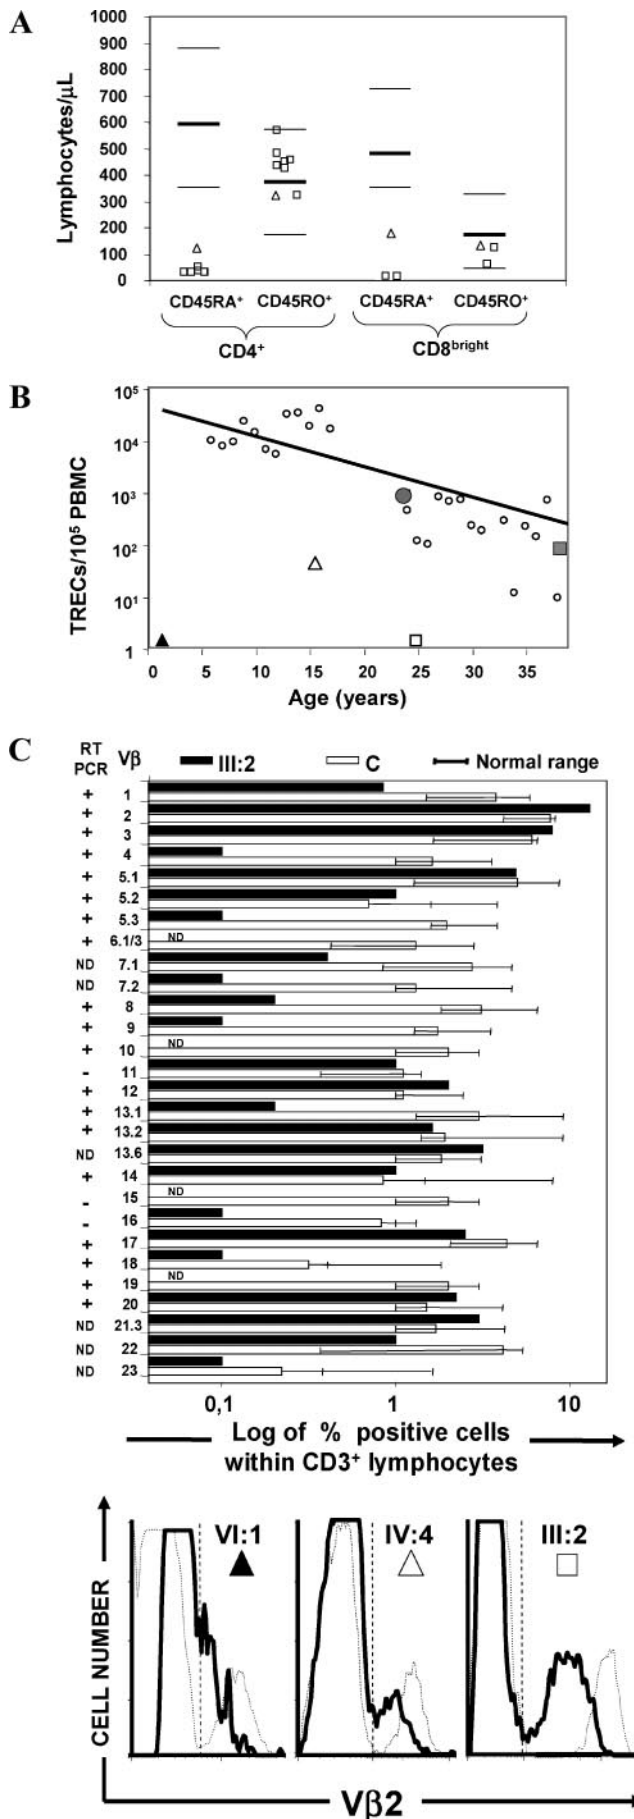 A
Lymphocytes/μL
1000
900
800
700
600
500
400
300
200
100
0
CD45RA⁺ CD45RO⁺ CD45RA⁺ CD45RO⁺
CD4⁺ CD8ᵇʳⁱᵍʰᵗ
B
TRECs/10⁵ PBMC
10⁵
10⁴
10³
10²
10¹
1
0 5 10 15 20 25 30 35
Age (years)
C
RT PCR Vβ III:2 C Normal range
+ 1
+ 2
+ 3
+ 4
+ 5.1
+ 5.2
+ 5.3
+ 6.1/3 ND
ND 7.1
ND 7.2
+ 8
+ 9
+ 10 ND
- 11
+ 12
+ 13.1
+ 13.2
ND 13.6
+ 14
- 15 ND
- 16
+ 17
+ 18
+ 19 ND
+ 20
ND 21.3
ND 22
ND 23
0,1 1 10
Log of % positive cells
within CD3⁺ lymphocytes
CELL NUMBER
VI:1 IV:4 III:2
Vβ2